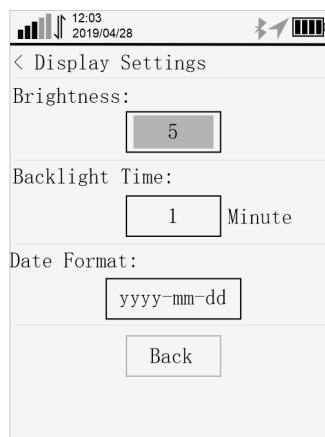 12:03
2019/04/28
< Display Settings
Brightness:
5
Backlight Time:
1 Minute
Date Format:
yyyy-mm-dd
Back